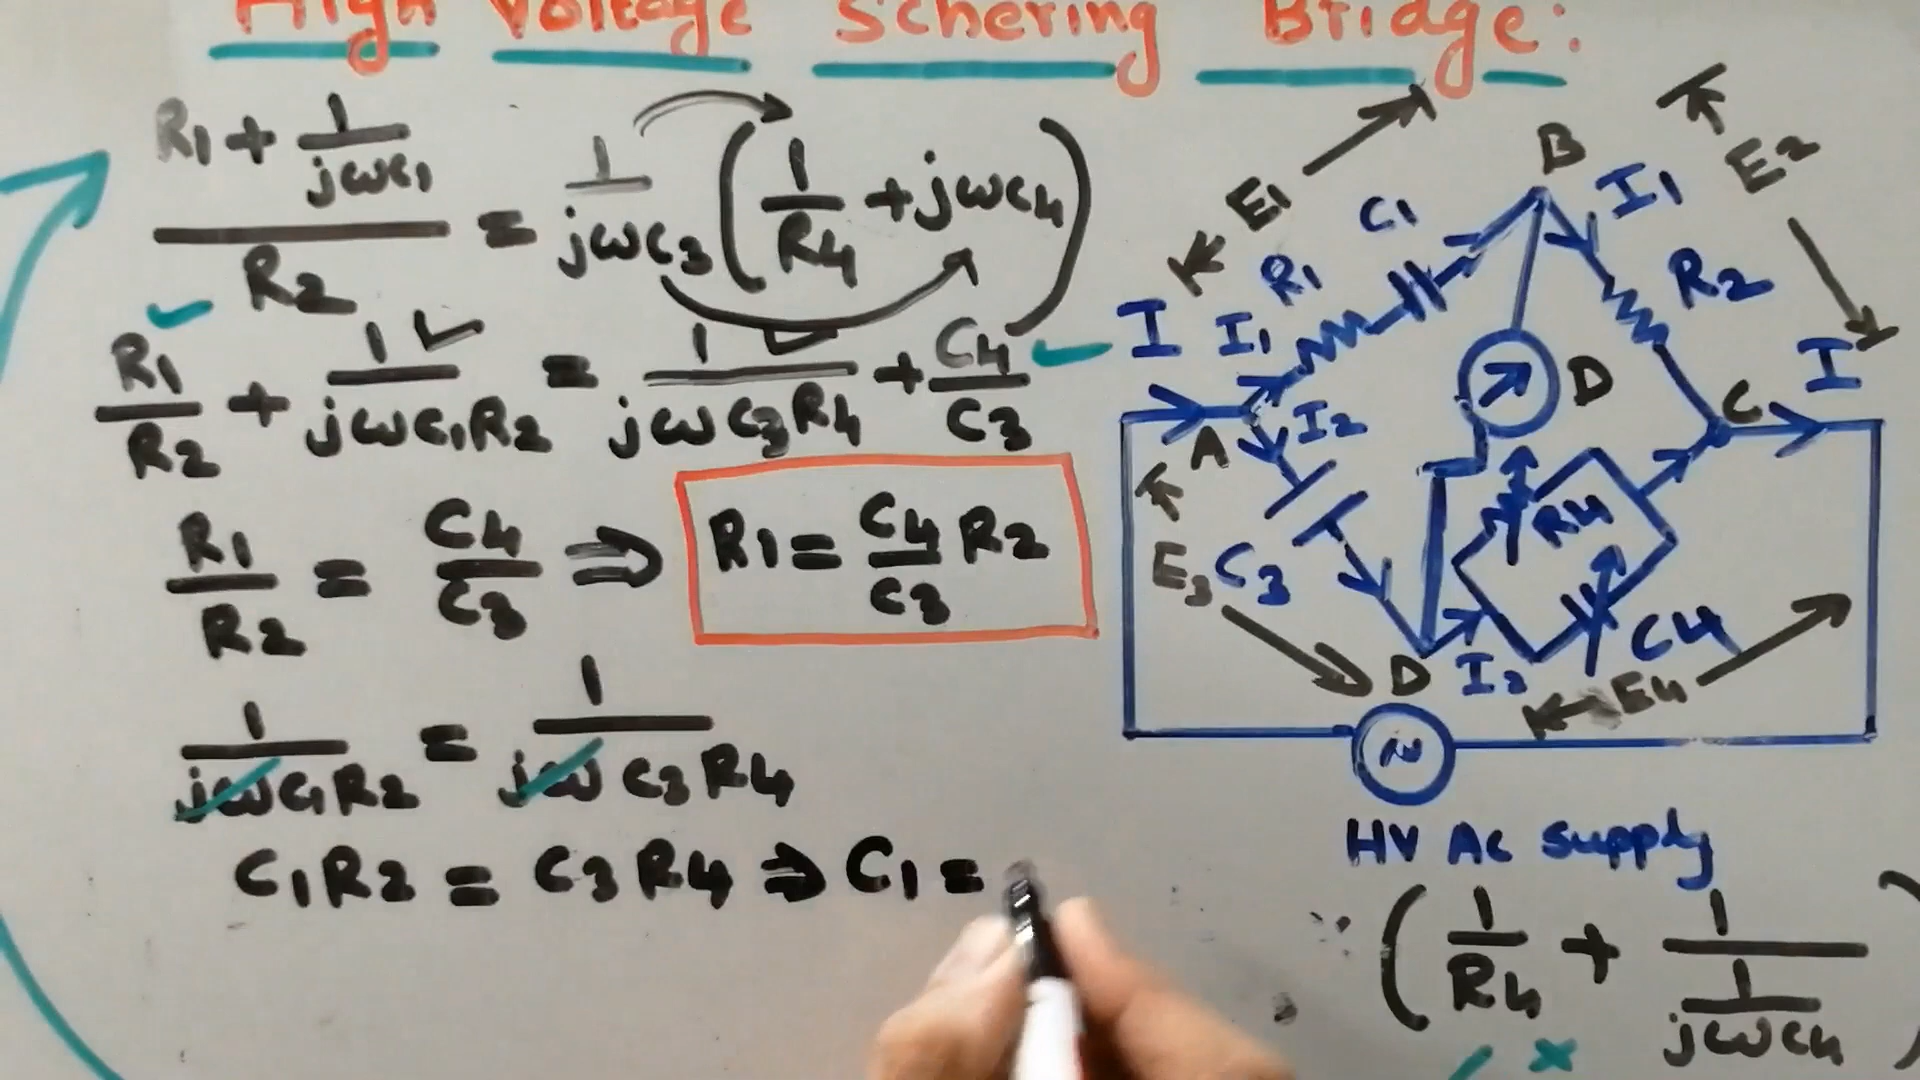 High Voltage Schering Bridge:
R1 + 1/jωC1 / R2 = 1/jωC3 (1/R4 + jωC4)
R1/R2 + 1/jωC1R2 = 1/jωC3R4 + C4/C3
R1/R2 = C4/C3 ⇒ R1 = C4/C3 R2
1/jωC1R2 = 1/jωC3R4
C1R2 = C3R4 ⇒ C1 =
E1
B
I1
E2
C1
R1
R2
I
I1
D
I
A
I2
C
R4
E3
C3
C4
D
I2
E4
~
HV AC Supply
(1/R4 + 1/1/jωC4)